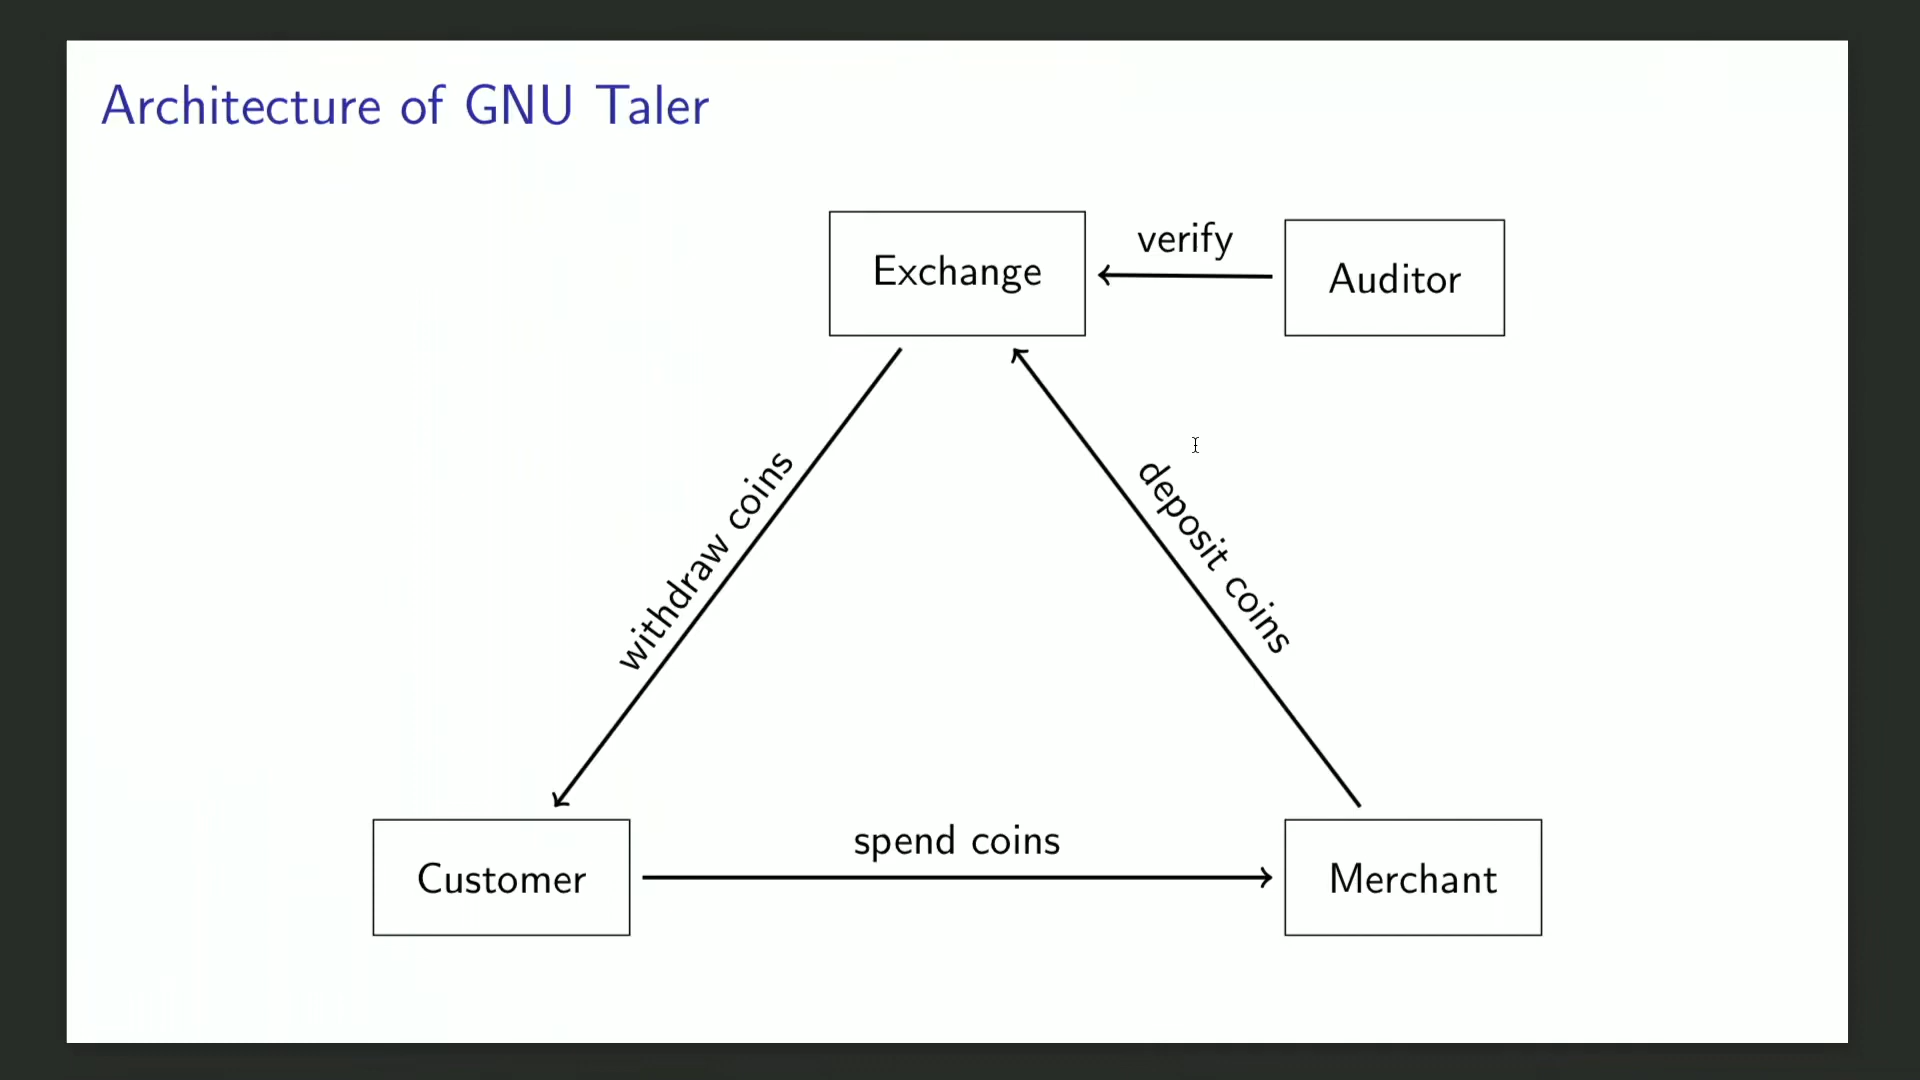 Architecture of GNU Taler
verify
Exchange
Auditor
withdraw coins
deposit coins
spend coins
Customer
Merchant